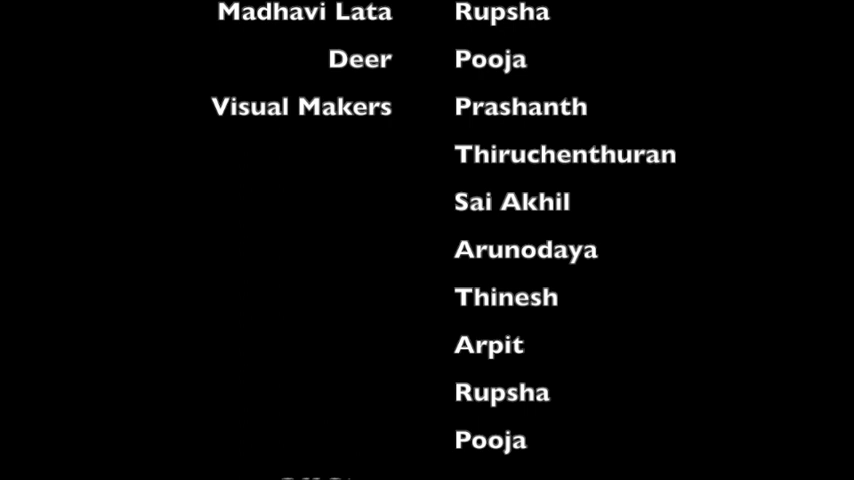 Madhavi Lata Rupsha
Deer Pooja
Visual Makers Prashanth
Thiruchenthuran
Sai Akhil
Arunodaya
Thinesh
Arpit
Rupsha
Pooja